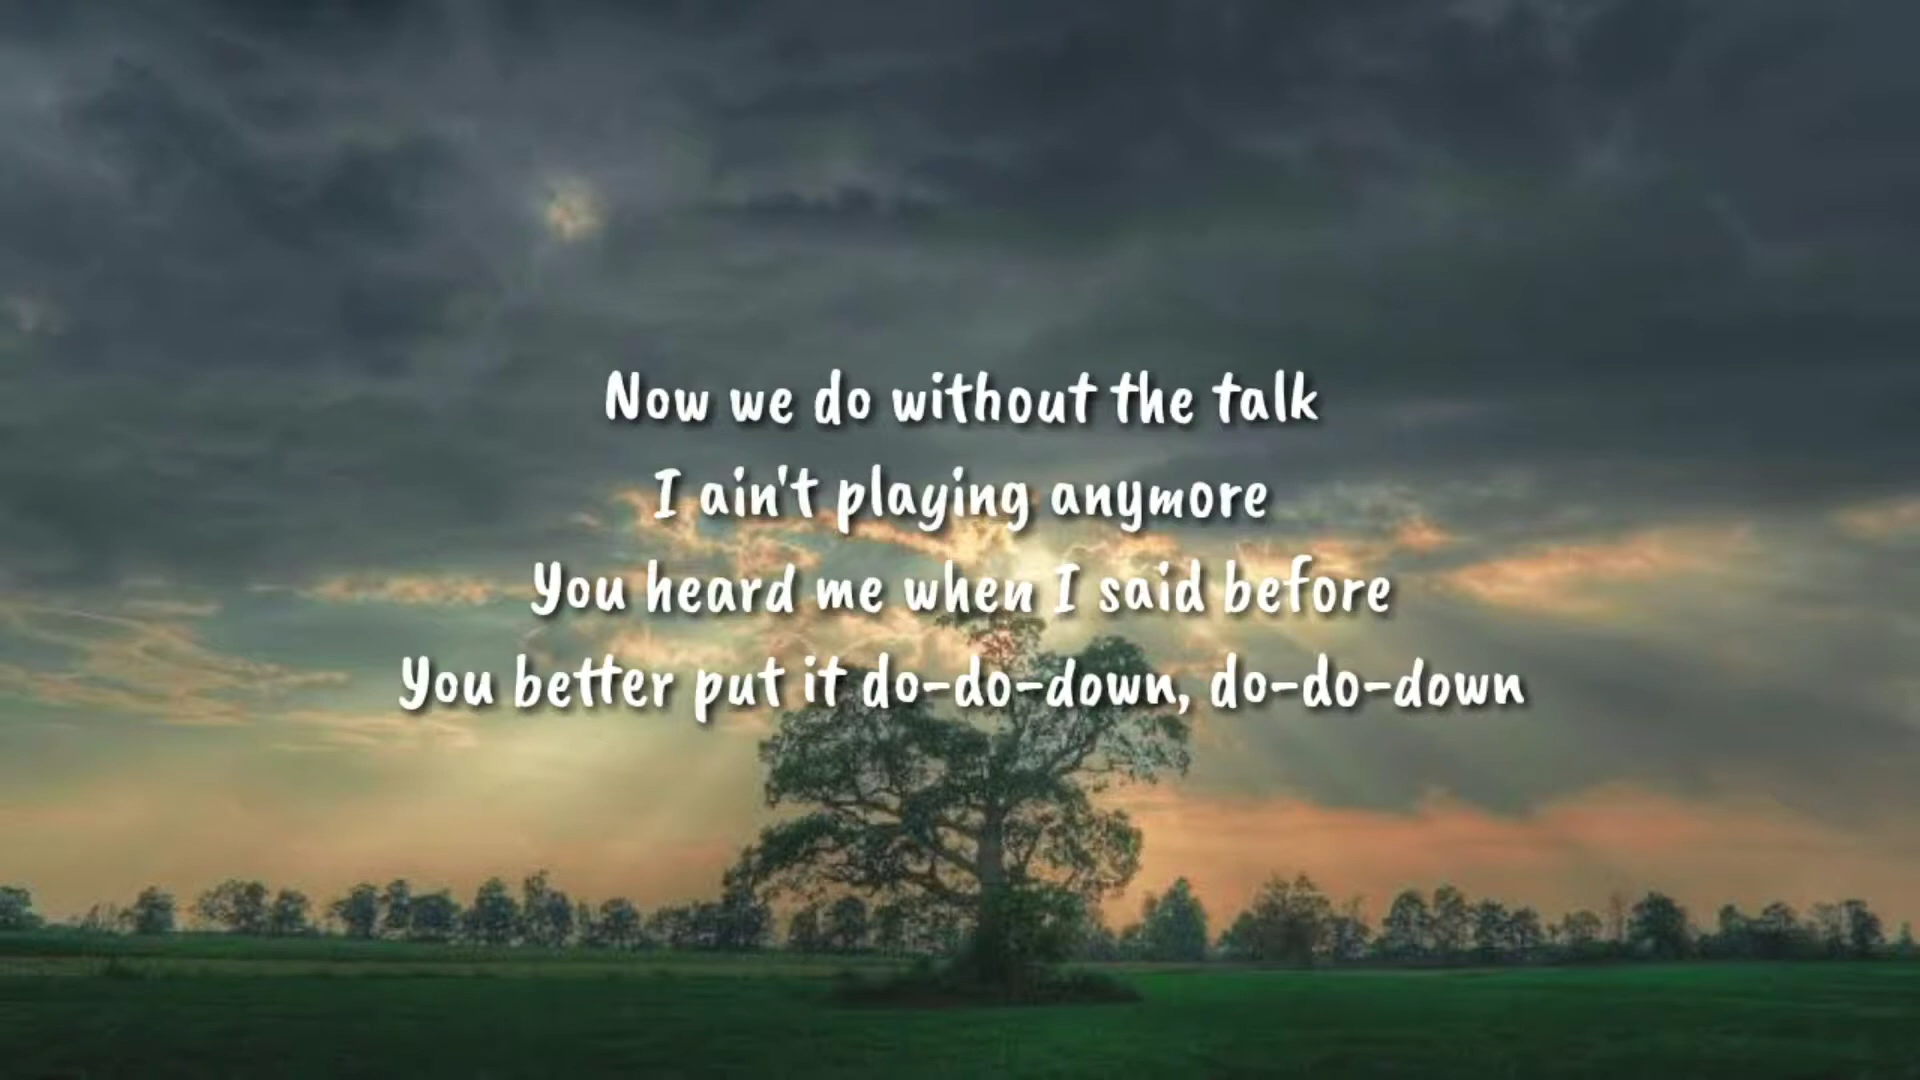 Now we do without the talk
I ain't playing anymore
You heard me when I said before
You better put it do-do-down, do-do-down